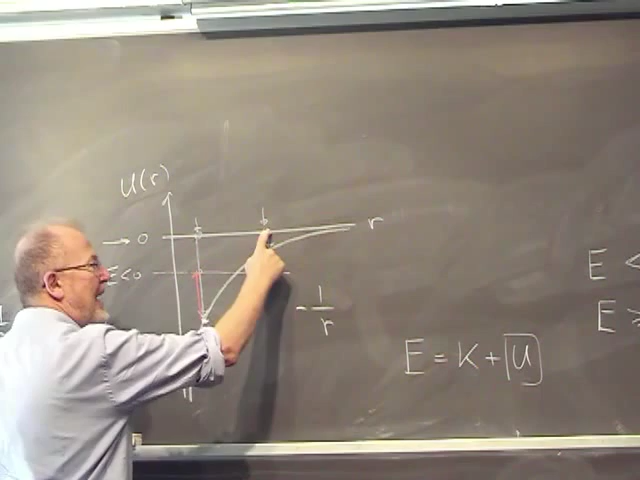 U(r)
→ 0
r
E<0
- 1/r
E = K + U
E <
E ≥